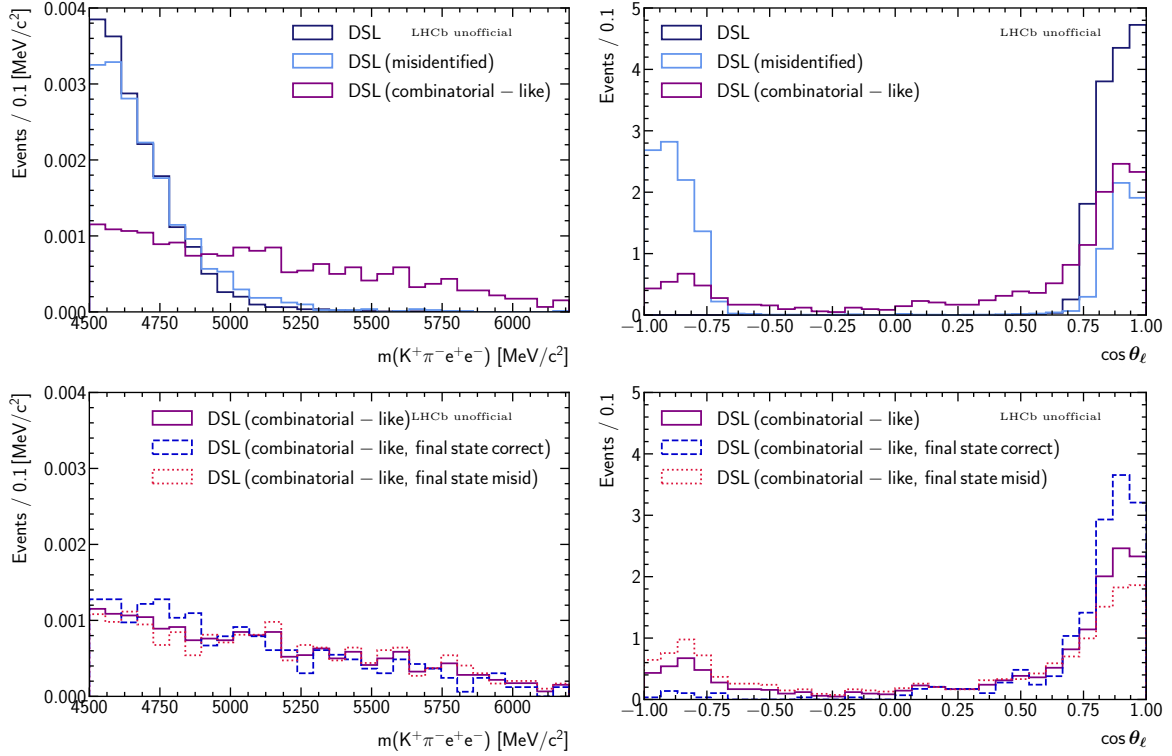 0.004
0.003
0.002
0.001
0.000
Events / 0.1 [MeV/c²]
DSL
DSL (misidentified)
DSL (combinatorial − like)
LHCb unofficial
4500 4750 5000 5250 5500 5750 6000
m(K⁺π⁻e⁺e⁻) [MeV/c²]
5
4
3
2
1
0
Events / 0.1
DSL
DSL (misidentified)
DSL (combinatorial − like)
LHCb unofficial
−1.00 −0.75 −0.50 −0.25 0.00 0.25 0.50 0.75 1.00
cos θℓ
0.004
0.003
0.002
0.001
0.000
Events / 0.1 [MeV/c²]
DSL (combinatorial − like)
DSL (combinatorial − like, final state correct)
DSL (combinatorial − like, final state misid)
LHCb unofficial
4500 4750 5000 5250 5500 5750 6000
m(K⁺π⁻e⁺e⁻) [MeV/c²]
5
4
3
2
1
0
Events / 0.1
DSL (combinatorial − like)
DSL (combinatorial − like, final state correct)
DSL (combinatorial − like, final state misid)
LHCb unofficial
−1.00 −0.75 −0.50 −0.25 0.00 0.25 0.50 0.75 1.00
cos θℓ